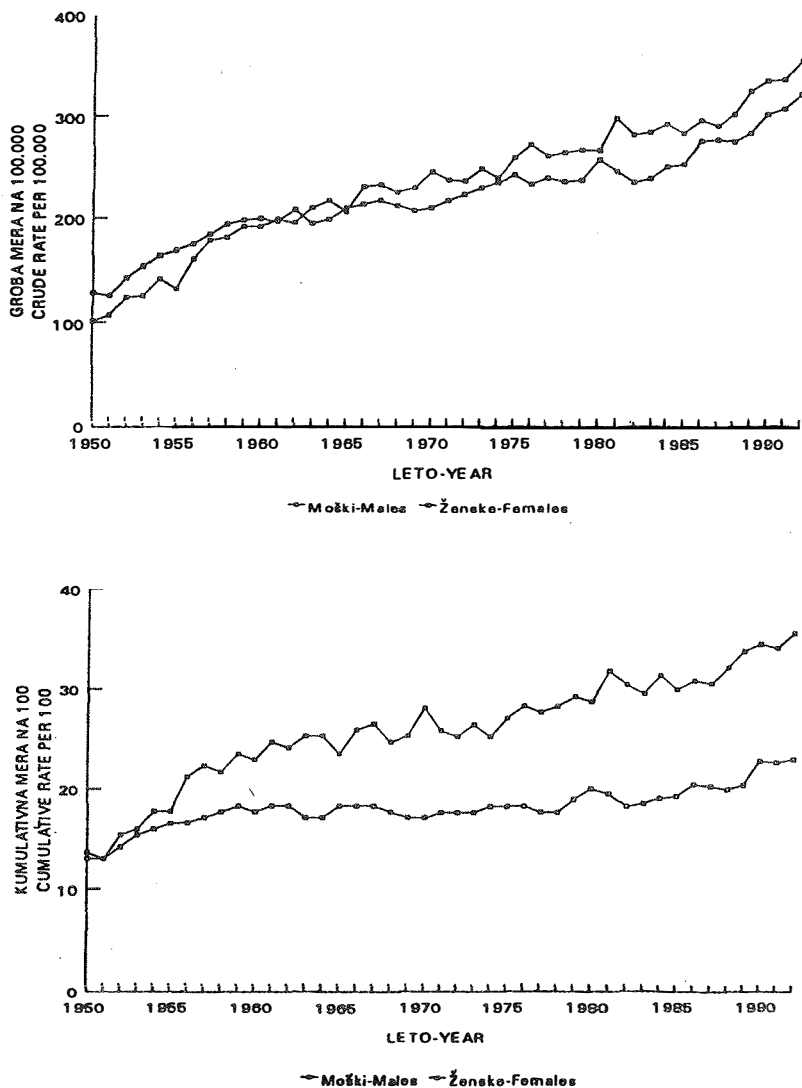 GROBA MERA NA 100.000
CRUDE RATE PER 100.000
400
300
200
100
0
1950 1955 1960 1965 1970 1975 1980 1985 1990
LETO-YEAR
Moški-Males Ženske-Females
KUMULATIVNA MERA NA 100
CUMULATIVE RATE PER 100
40
30
20
10
0
1950 1955 1960 1965 1970 1975 1980 1985 1990
LETO-YEAR
Moški-Males Ženske-Females